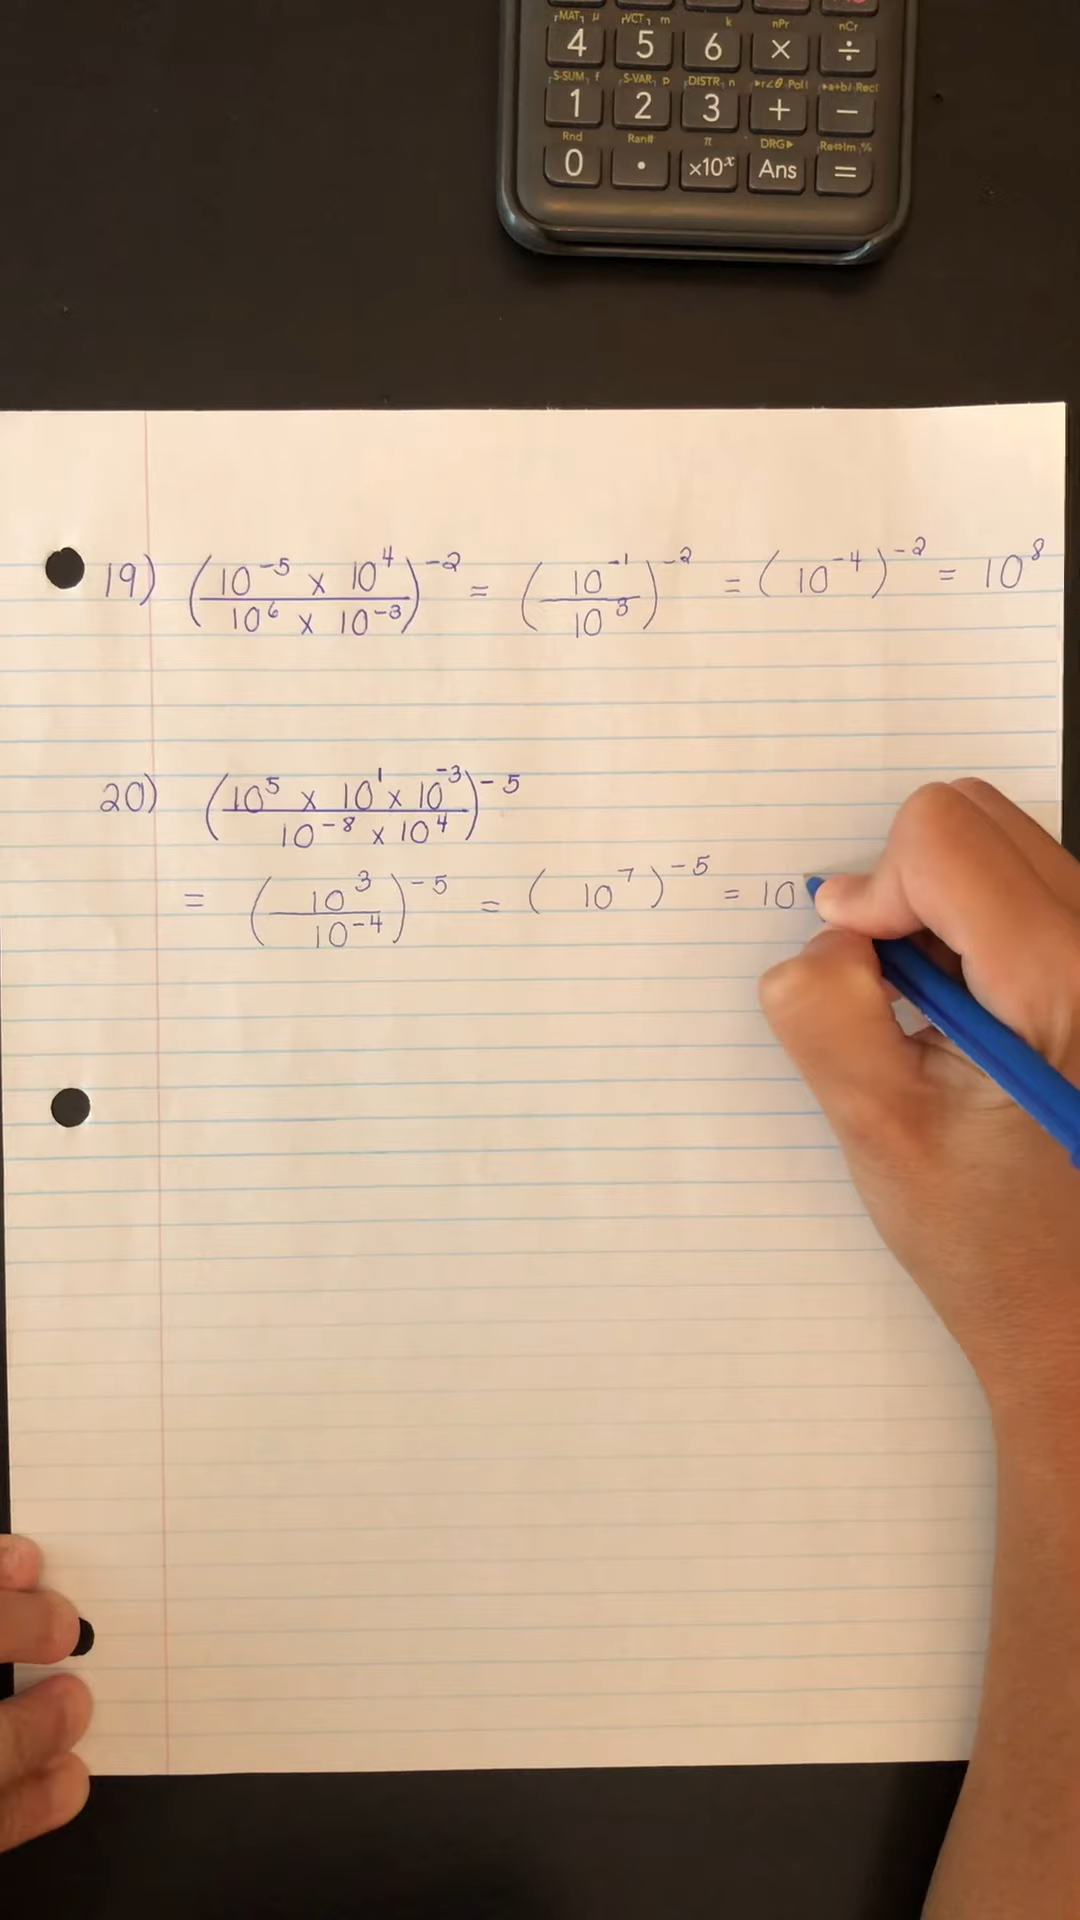 ┌MAT┐ μ ┌VCT┐ m k nPr nCr
4 5 6 × ÷
┌S-SUM┐ f ┌S-VAR┐ p ┌DISTR┐ n ▸r∠θ Pol( ▸a+bi Rec(
1 2 3 + −
Rnd Ran# π DRG▸ Re⇔Im %
0 . ×10ˣ Ans =
19) (10⁻⁵ x 10⁴ / 10⁶ x 10⁻³)⁻² = (10⁻¹ / 10³)⁻² = (10⁻⁴)⁻² = 10⁸
20) (10⁵ x 10¹ x 10⁻³ / 10⁻⁸ x 10⁴)⁻⁵
= (10³ / 10⁻⁴)⁻⁵ = (10⁷)⁻⁵ = 10